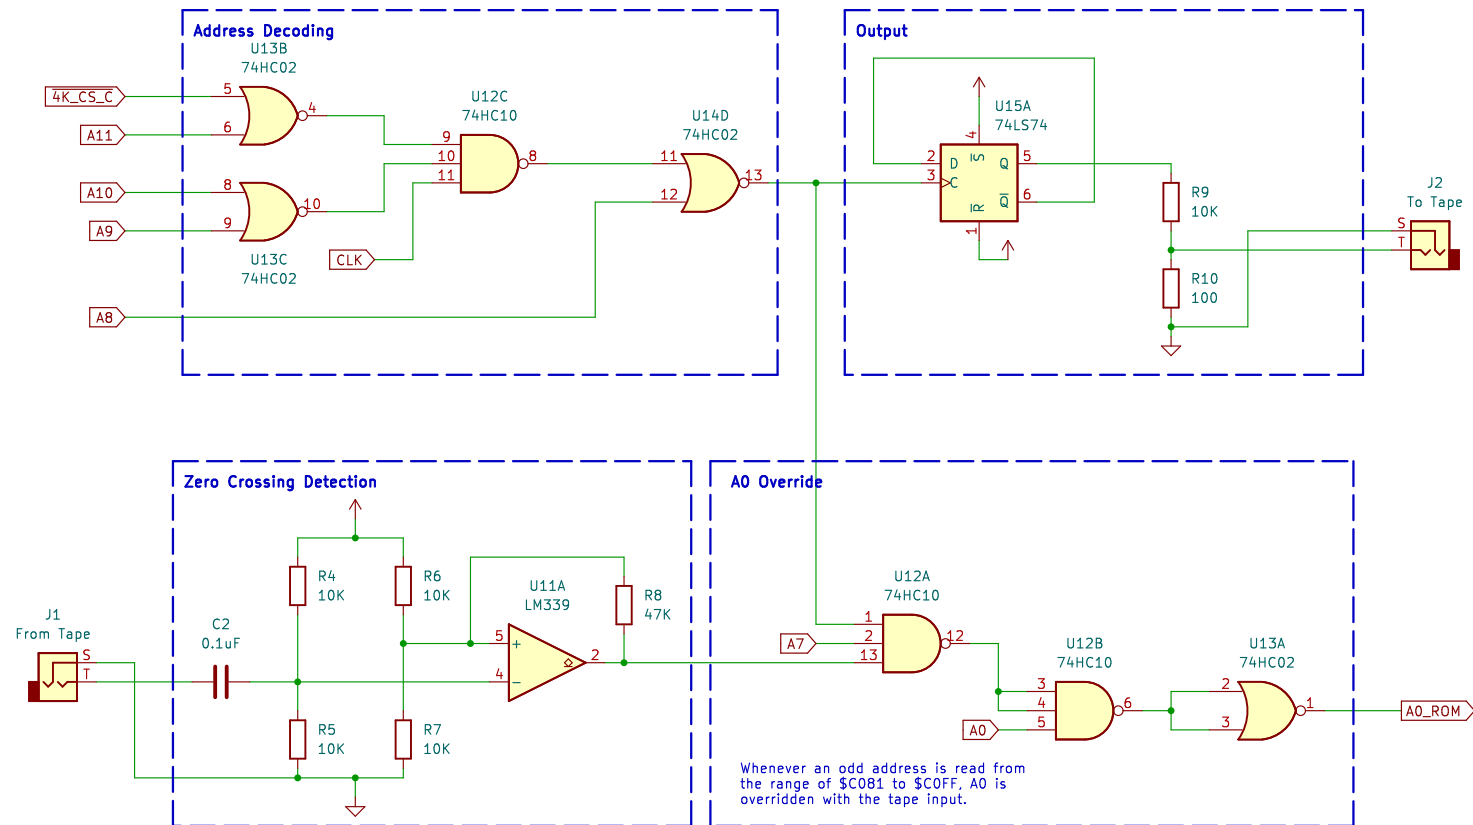 Address Decoding
U13B
74HC02
4K_CS_C
5
4
A11
6
U12C
74HC10
9
10
11
8
A10
8
10
A9
9
U13C
74HC02
CLK
A8
U14D
74HC02
11
12
13
Output
U15A
74LS74
4
S
2
D
Q
5
3
C
Q
6
R
1
R9
10K
R10
100
J2
To Tape
S
T
Zero Crossing Detection
J1
From Tape
S
T
C2
0.1uF
R4
10K
R6
10K
R5
10K
R7
10K
U11A
LM339
5
+
4
−
2
R8
47K
A0 Override
U12A
74HC10
1
A7
2
13
12
U12B
74HC10
3
4
A0
5
6
U13A
74HC02
2
3
1
A0_ROM
Whenever an odd address is read from
the range of $C081 to $C0FF, A0 is
overridden with the tape input.